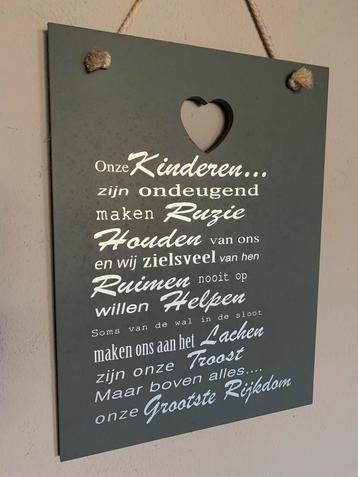 Onze Kinderen...
zijn ondeugend
maken Ruzie
Houden van ons
en wij zielsveel van hen
Ruimen nooit op
willen Helpen
Soms van de wal in de sloot
maken ons aan het Lachen
zijn onze Troost
Maar boven alles....
onze Grootste Rijkdom